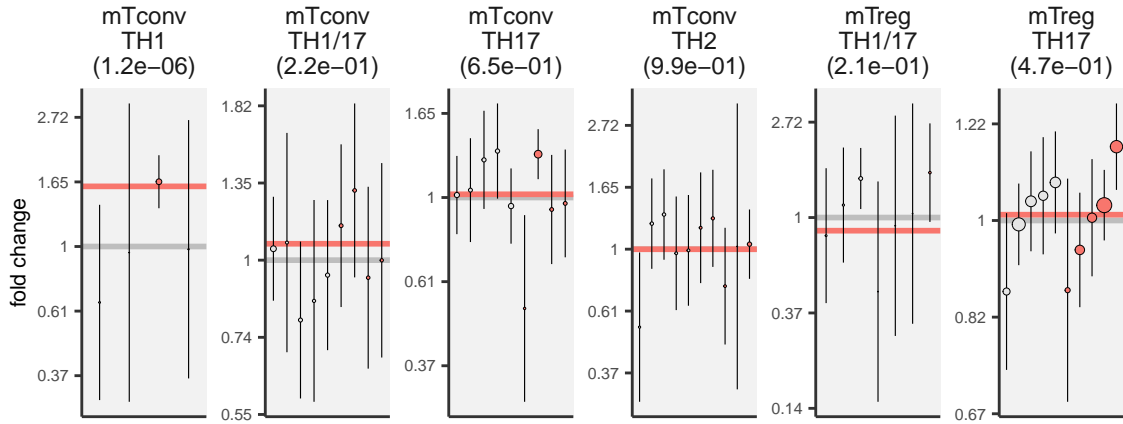 mTconv
TH1
(1.2e−06)
mTconv
TH1/17
(2.2e−01)
mTconv
TH17
(6.5e−01)
mTconv
TH2
(9.9e−01)
mTreg
TH1/17
(2.1e−01)
mTreg
TH17
(4.7e−01)
fold change
2.72
1.65
1
0.61
0.37
1.82
1.35
1
0.74
0.55
1.65
1
0.61
0.37
2.72
1.65
1
0.61
0.37
2.72
1
0.37
0.14
1.22
1
0.82
0.67